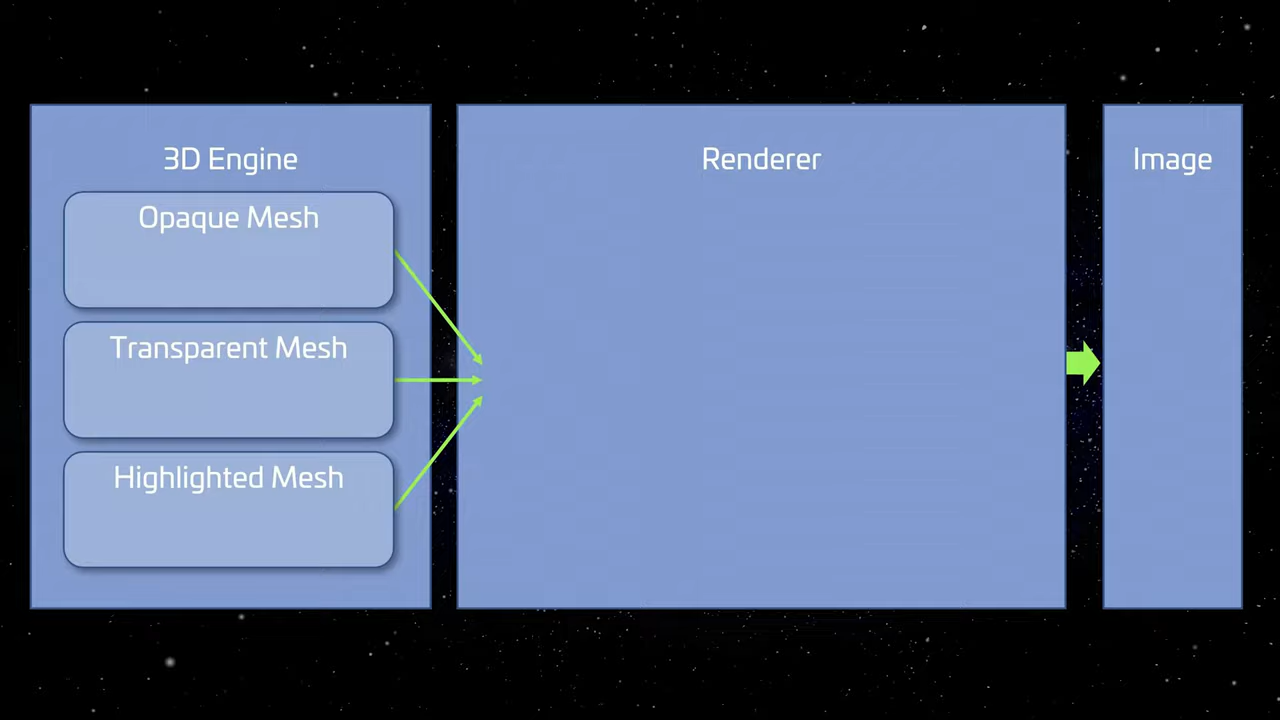 3D Engine
Opaque Mesh
Transparent Mesh
Highlighted Mesh
Renderer
Image